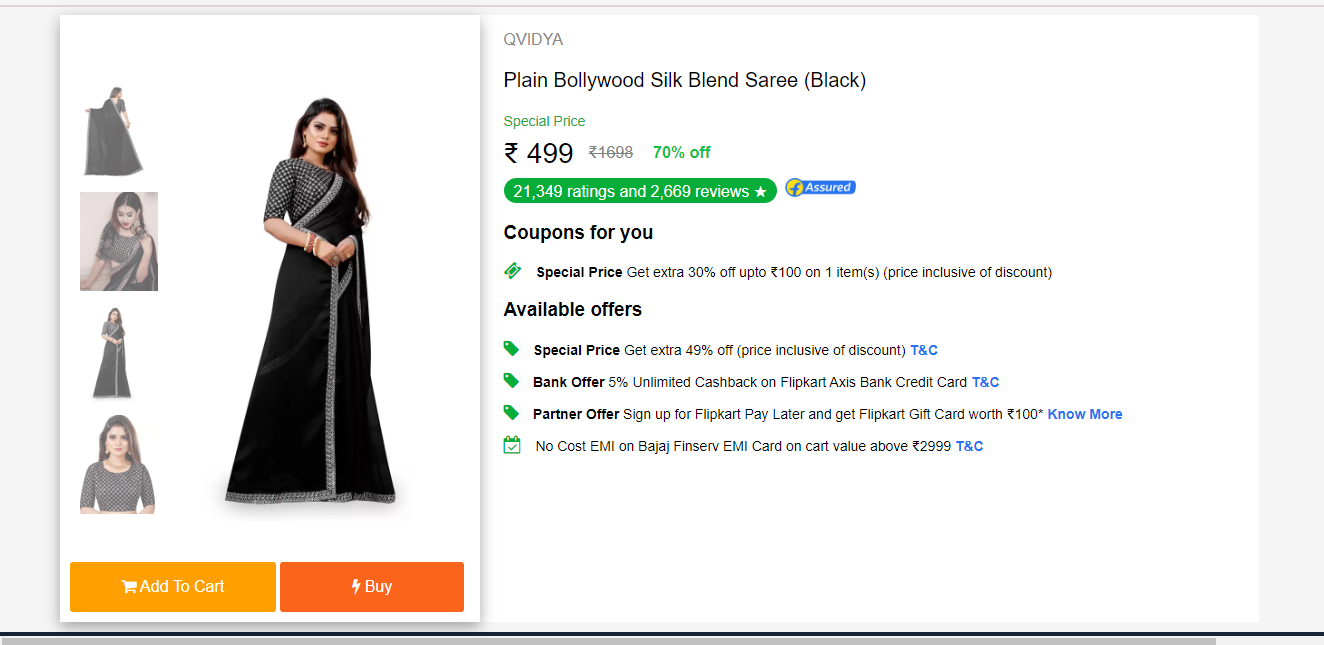 QVIDYA
Plain Bollywood Silk Blend Saree (Black)
Special Price
₹ 499 ₹1698 70% off
21,349 ratings and 2,669 reviews ★ f Assured
Coupons for you
Special Price Get extra 30% off upto ₹100 on 1 item(s) (price inclusive of discount)
Available offers
Special Price Get extra 49% off (price inclusive of discount) T&C
Bank Offer 5% Unlimited Cashback on Flipkart Axis Bank Credit Card T&C
Partner Offer Sign up for Flipkart Pay Later and get Flipkart Gift Card worth ₹100* Know More
No Cost EMI on Bajaj Finserv EMI Card on cart value above ₹2999 T&C
Add To Cart
Buy